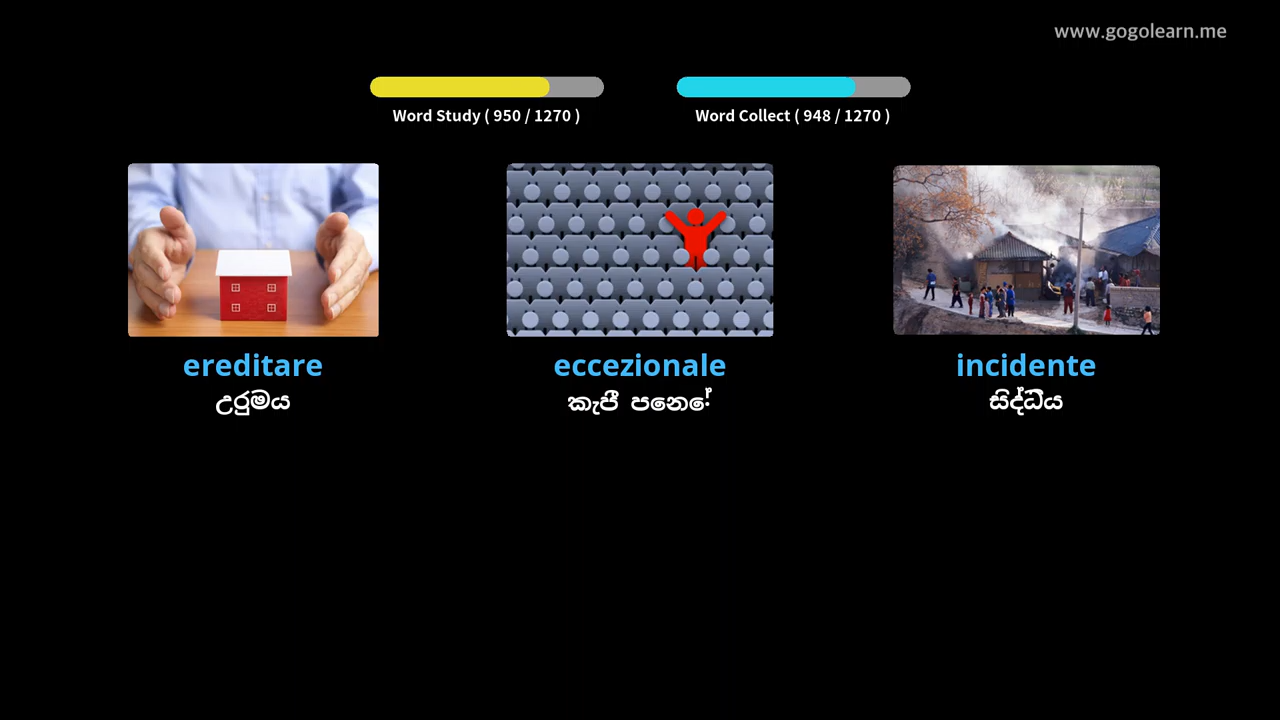 www.gogolearn.me
Word Study ( 950 / 1270 )
Word Collect ( 948 / 1270 )
ereditare
උරුමය
eccezionale
කැපී පෙනේ!
incidente
සිද්ධිය